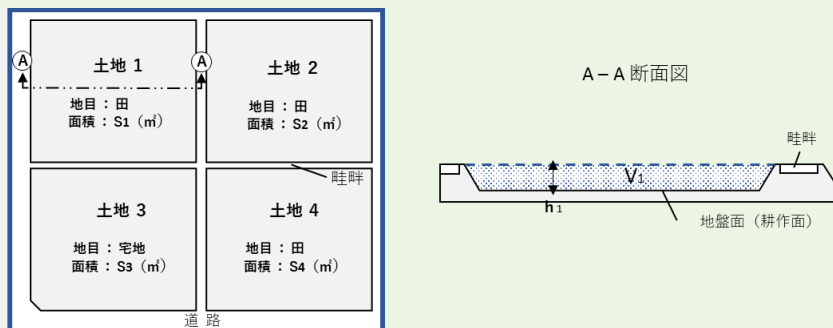 A
A
土地 1
地目 : 田
面積 : S1 (㎡)
土地 2
地目 : 田
面積 : S2 (㎡)
畦畔
土地 3
地目 : 宅地
面積 : S3 (㎡)
土地 4
地目 : 田
面積 : S4 (㎡)
道 路
A – A 断面図
畦畔
V1
h1
地盤面（耕作面）